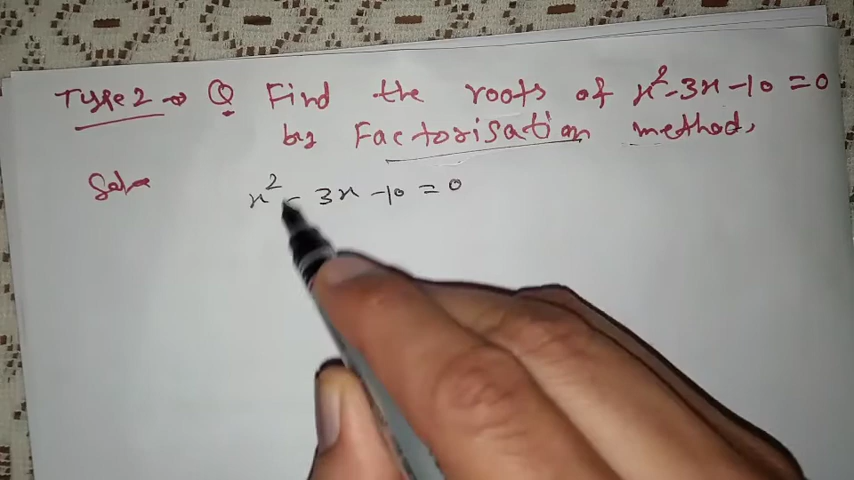 Type 2 → Q Find the roots of x² - 3x - 10 = 0
by Factorisation method.
Soln x² - 3x - 10 = 0